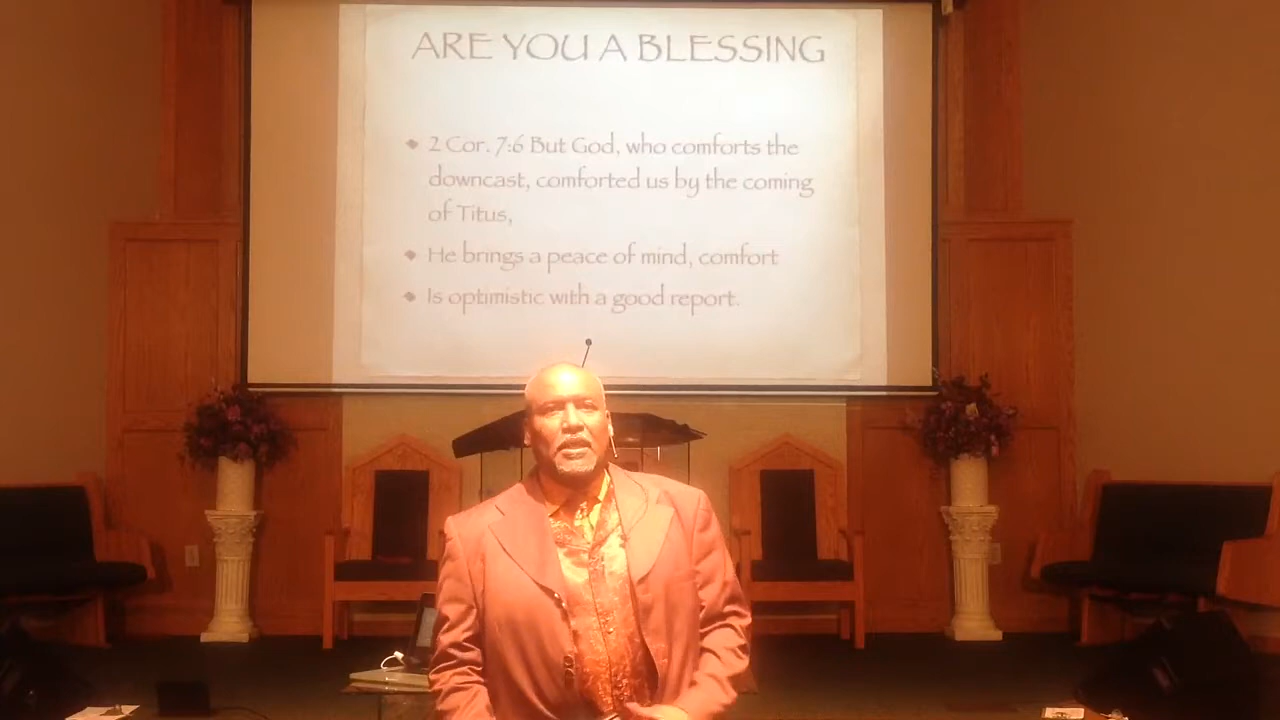 ARE YOU A BLESSING
2 Cor. 7:6 But God, who comforts the
downcast, comforted us by the coming
of Titus,
He brings a peace of mind, comfort
Is optimistic with a good report.